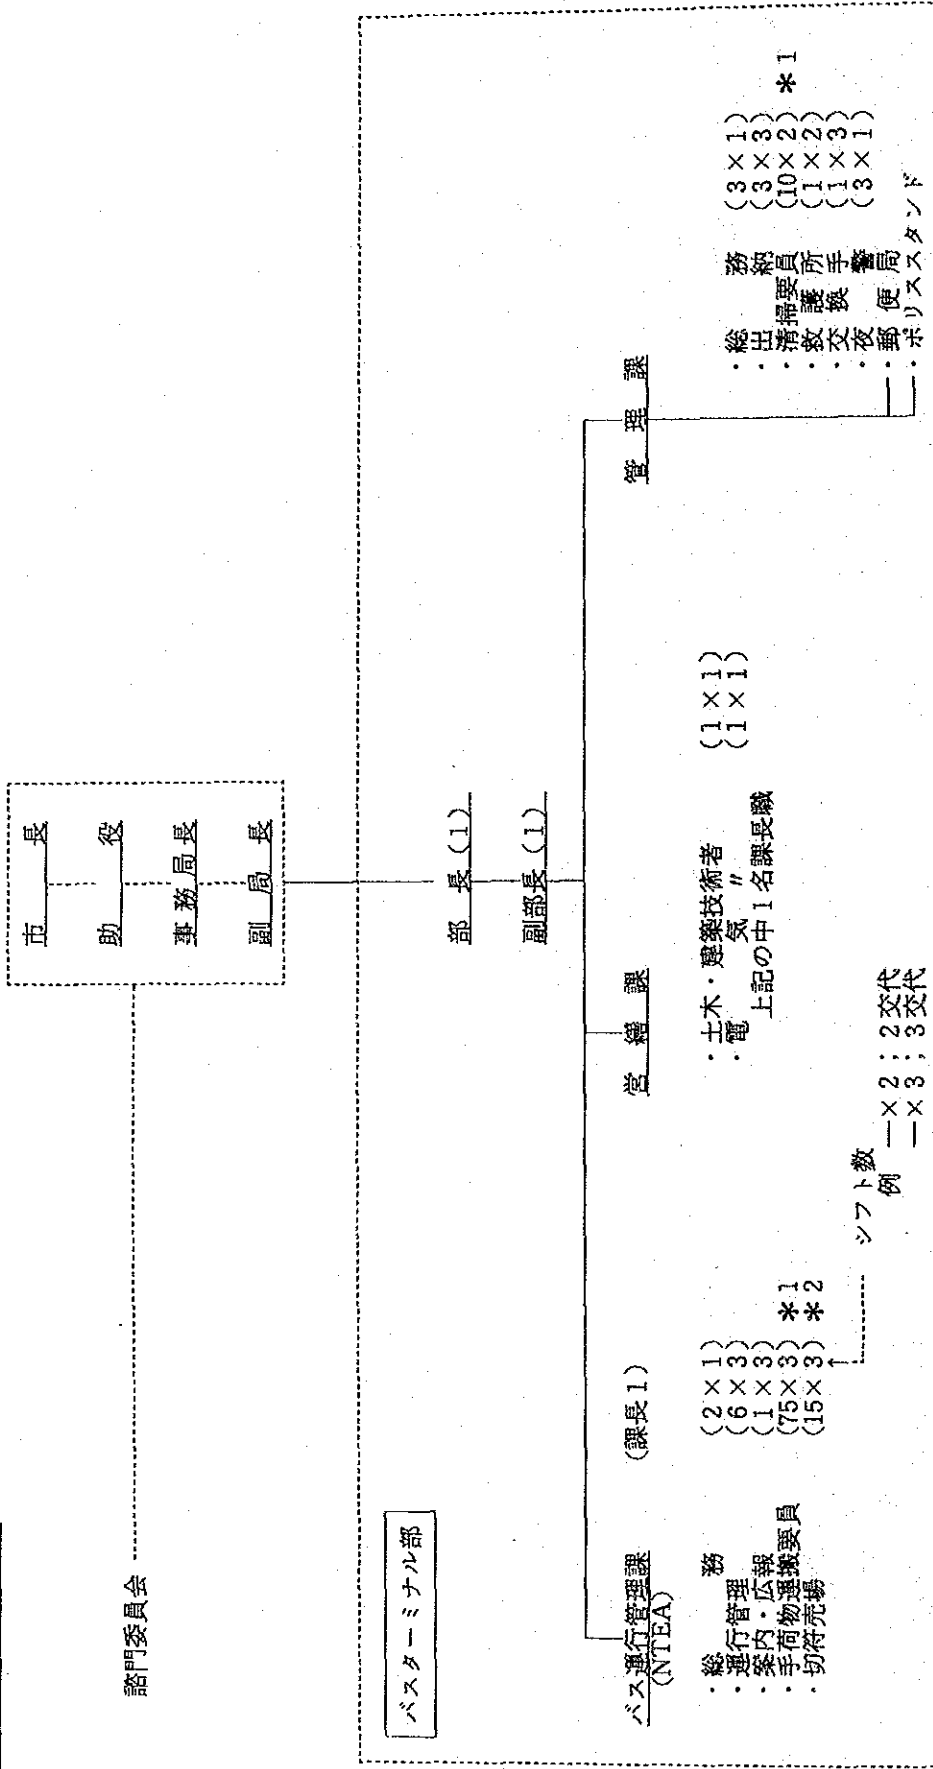 市長
助役
事務局長
副局長
諮門委員会
バスターミナル部
部長(1)
副部長(1)
バス運行管理課 (課長1)
(NTEA)
・総務 (2×1)
・運行管理 (6×3)
・案内・広報 (1×3)
・手荷物運搬要員 (75×3) *1
・切符売場 (15×3) *2
シフト数
例 ―×2；2交代
―×3；3交代
営繕課
・土木・建築技術者 (1×1)
・電気 〃 (1×1)
上記の中1名課長職
管理課
・総務 (3×1)
・出納 (3×3)
・清掃要員 (10×2) *1
・救護所 (1×2)
・交換手 (1×3)
・夜警 (3×1)
・郵便局
・ポリススタンド